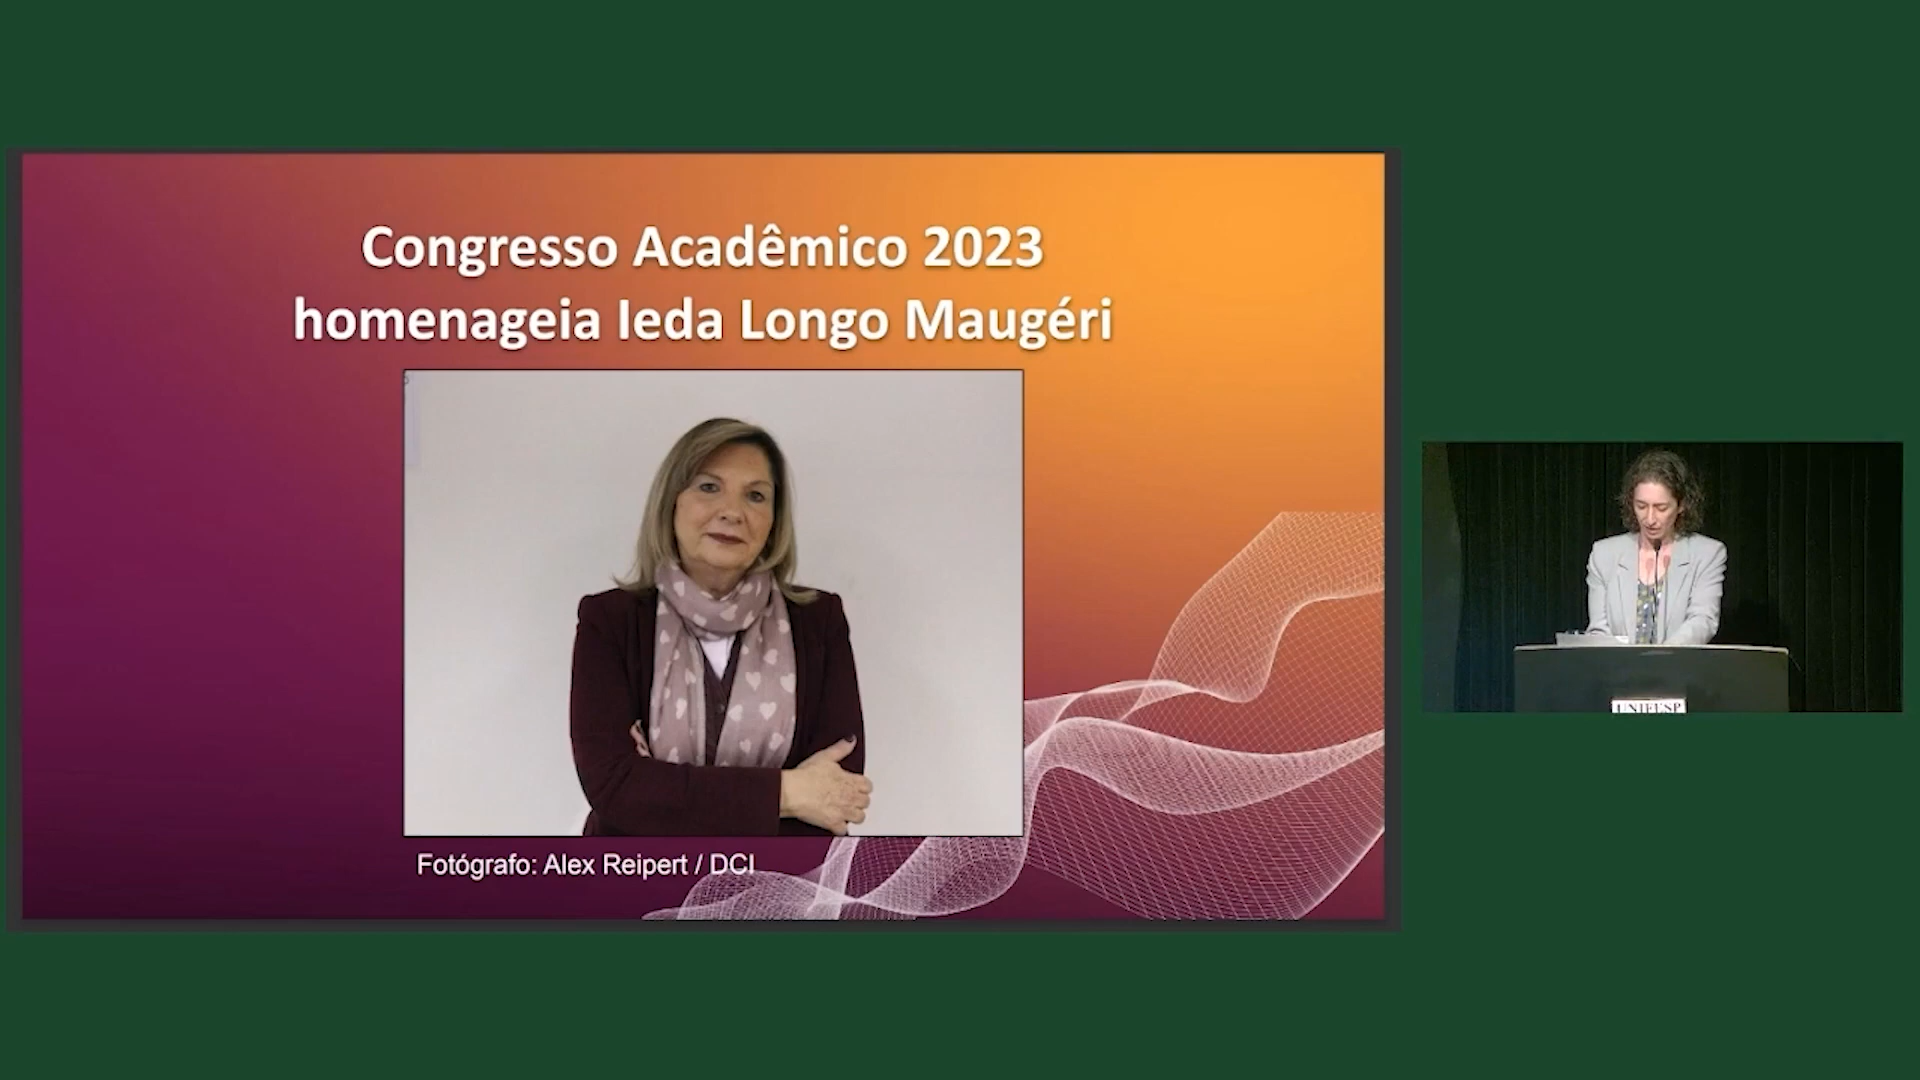 Congresso Acadêmico 2023
homenageia Ieda Longo Maugéri
Fotógrafo: Alex Reipert / DCI
UNIFESP